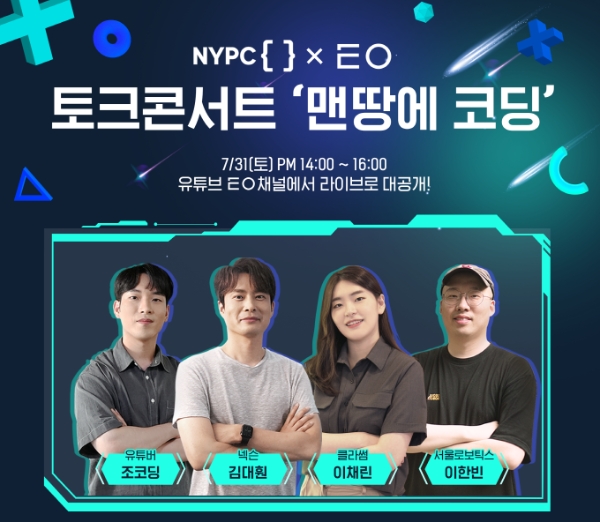 NYPC{ } × EO
토크콘서트 ‘맨땅에 코딩’
7/31(토) PM 14:00 ~ 16:00
유튜브 EO채널에서 라이브로 대공개!
유튜버
조코딩
넥슨
김대훤
클라썸
이채린
서울로보틱스
이한빈